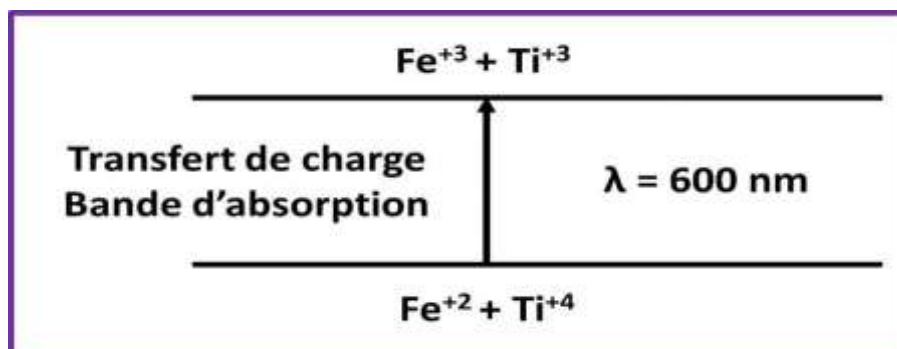 Fe⁺³ + Ti⁺³
Transfert de charge
Bande d'absorption
λ = 600 nm
Fe⁺² + Ti⁺⁴